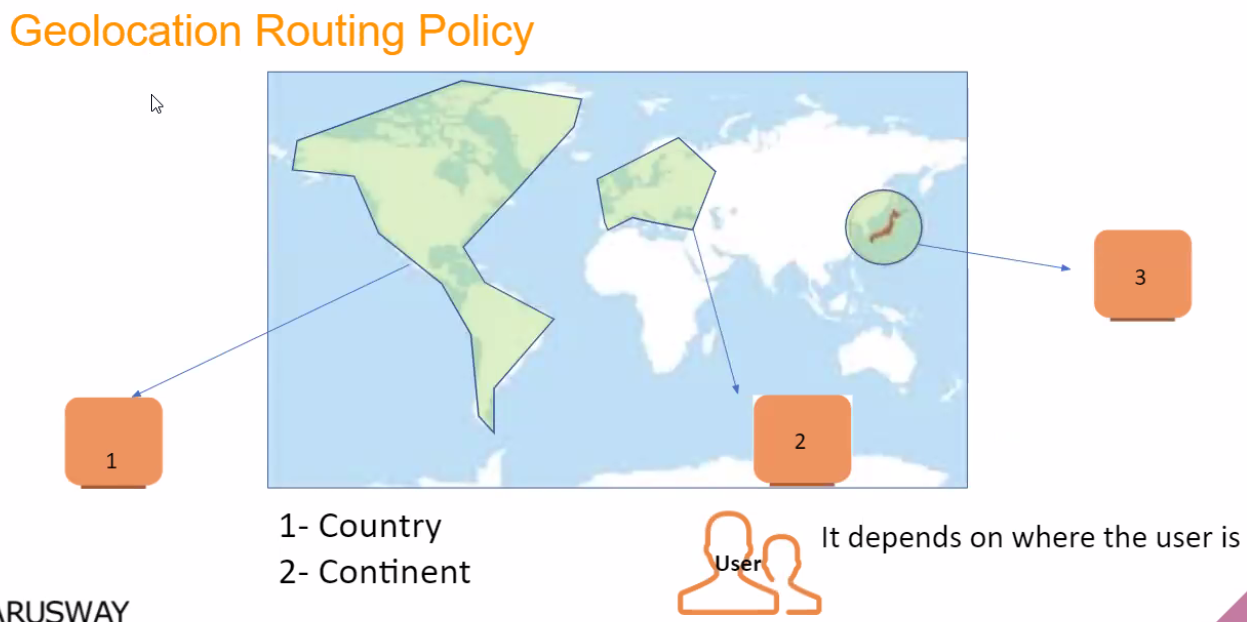 Geolocation Routing Policy
3
2
1
1- Country
2- Continent
User
It depends on where the user is
ARUSWAY